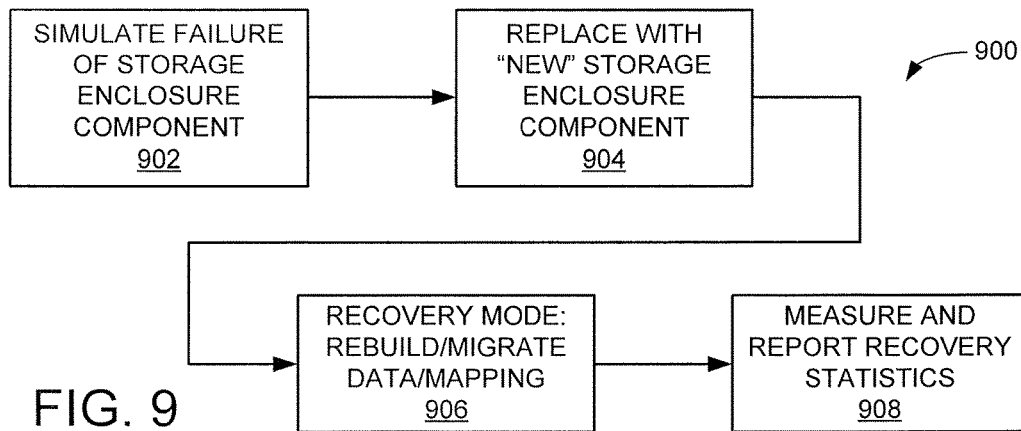 SIMULATE FAILURE
OF STORAGE
ENCLOSURE
COMPONENT
902
REPLACE WITH
“NEW” STORAGE
ENCLOSURE
COMPONENT
904
900
RECOVERY MODE:
REBUILD/MIGRATE
DATA/MAPPING
906
MEASURE AND
REPORT RECOVERY
STATISTICS
908
FIG. 9